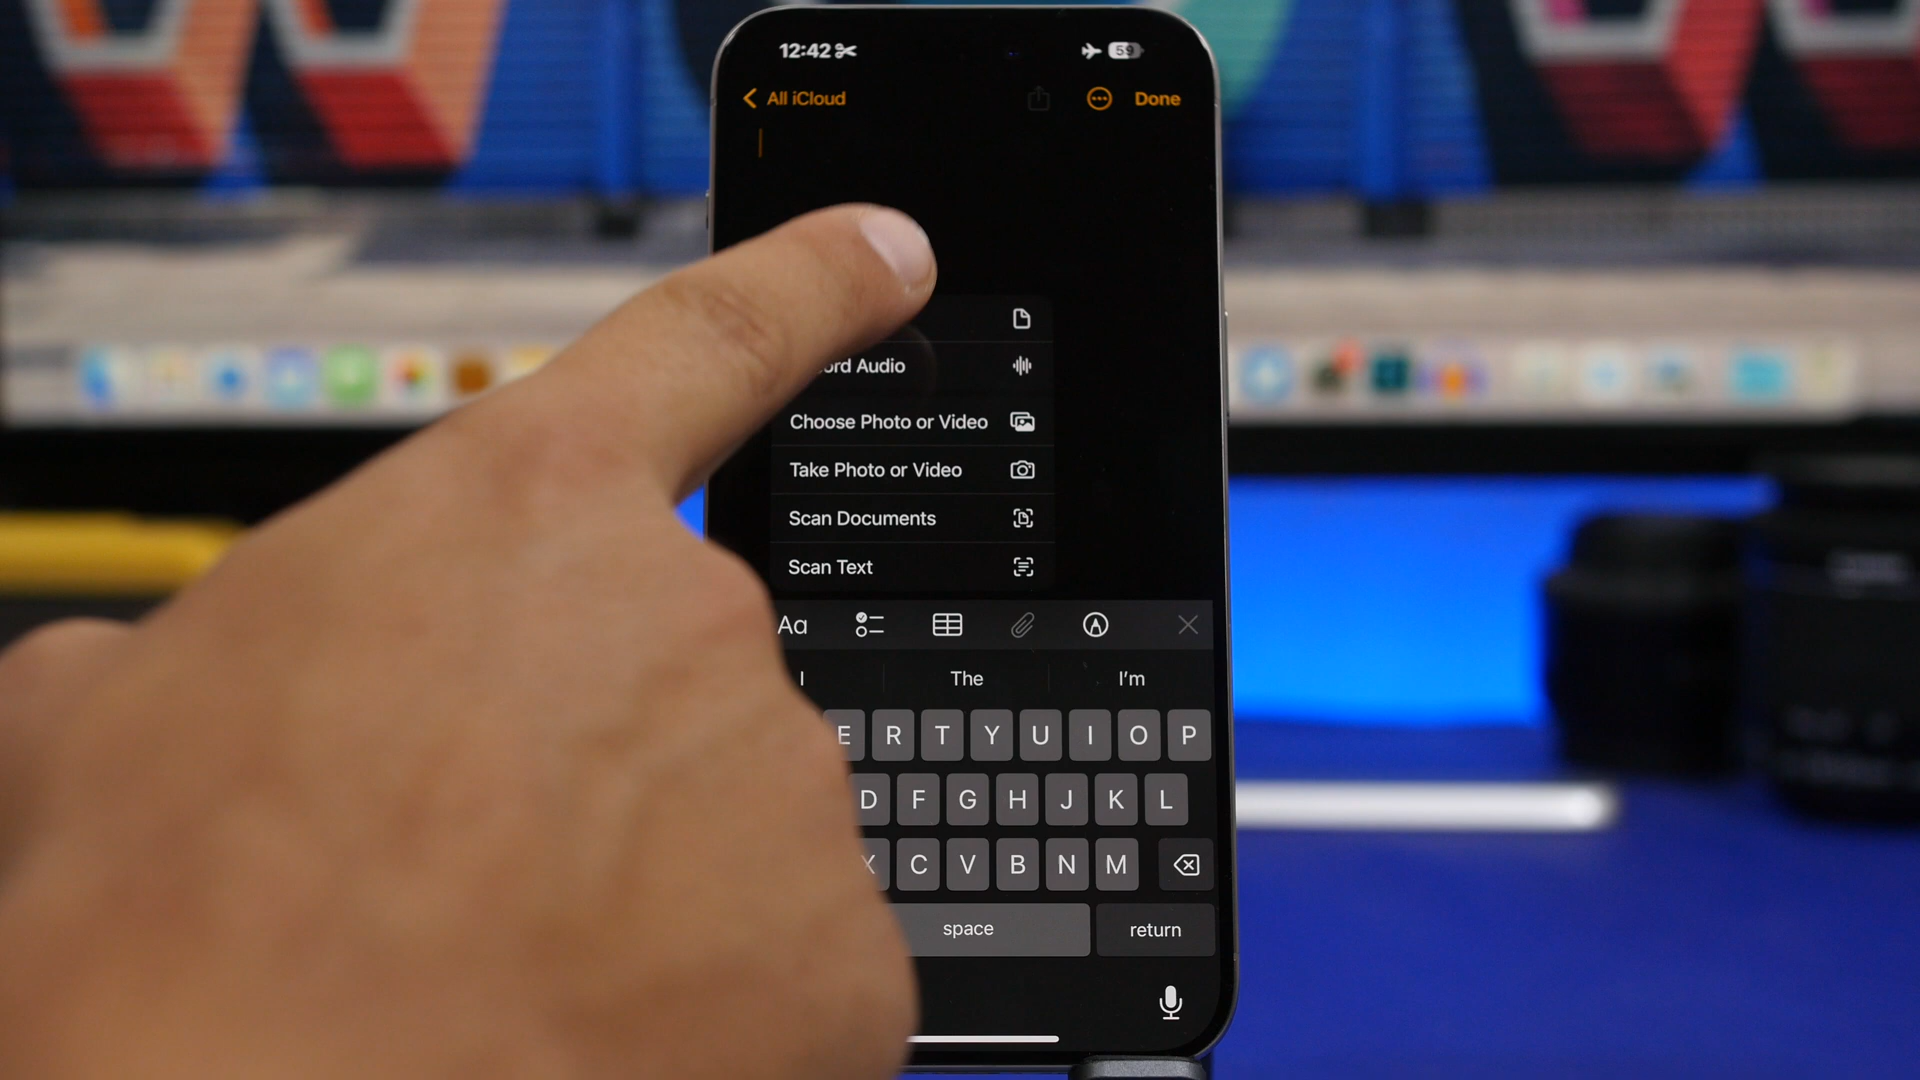 12:42 59
All iCloud Done
ord Audio
Choose Photo or Video
Take Photo or Video
Scan Documents
Scan Text
Aa
I The I'm
E R T Y U I O P
D F G H J K L
X C V B N M
space return